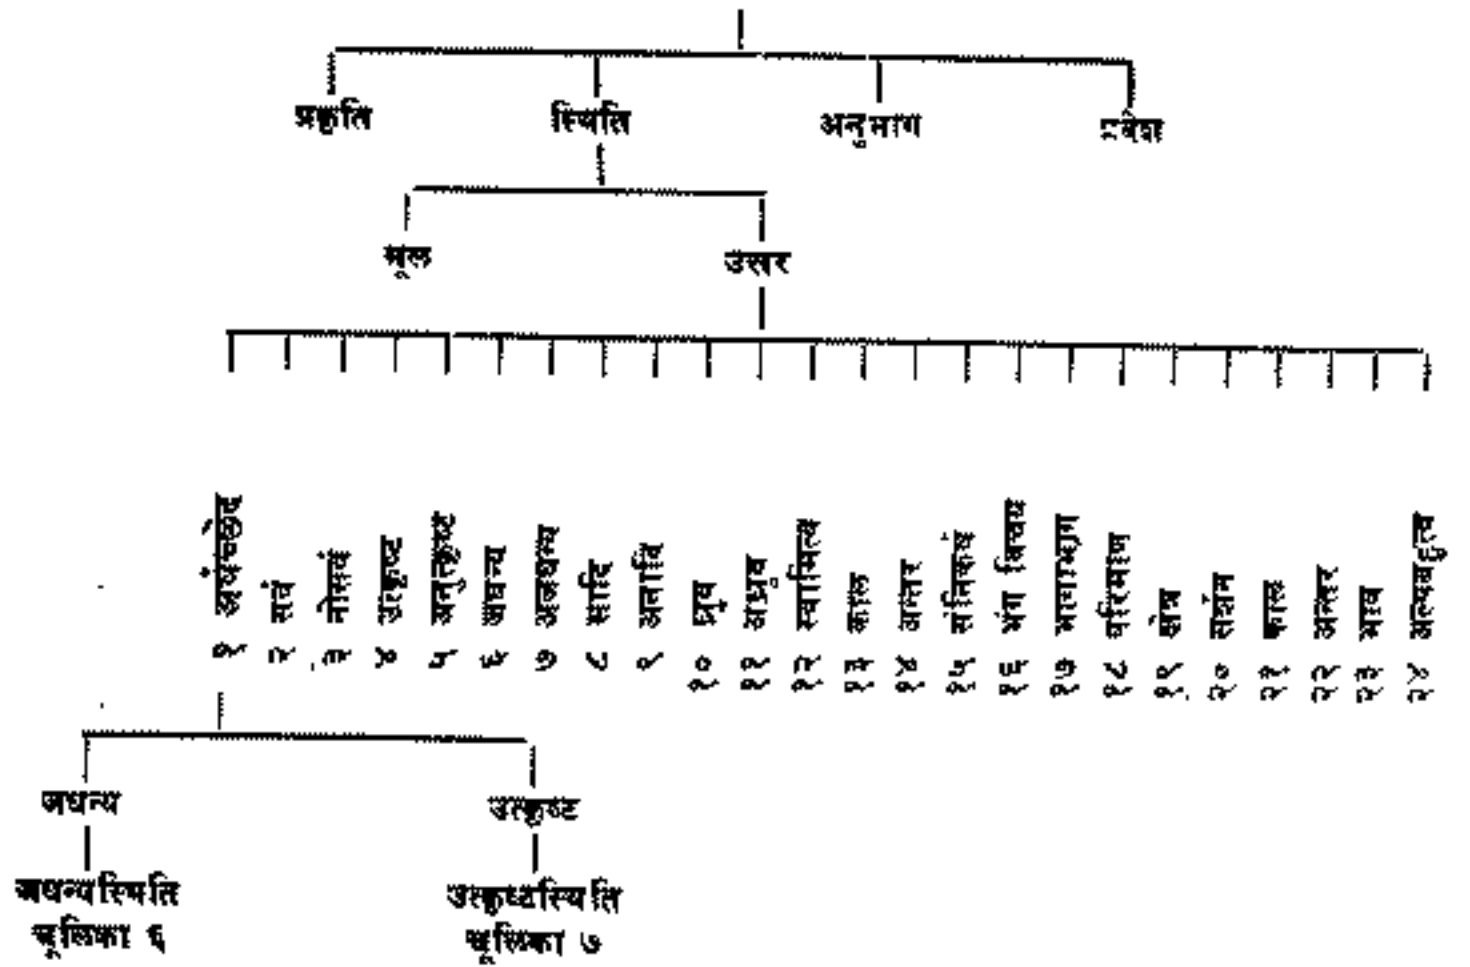 प्रकृति स्थिति अनुभाग प्रदेश
मूल उत्तर
१ अर्धच्छेद
२ सर्व
३ नोसर्व
४ उत्कृष्ट
५ अनुत्कृष्ट
६ जघन्य
७ अजघन्य
८ सादि
९ अनादि
१० ध्रुव
११ अध्रुव
१२ स्वामित्व
१३ काल
१४ अन्तर
१५ संनिकर्ष
१६ भंग विचय
१७ भागाभाग
१८ परिमाण
१९ क्षेत्र
२० स्पर्शन
२१ काल
२२ अन्तर
२३ भाव
२४ अल्पबहुत्व
जघन्य उत्कृष्ट
जघन्यस्थिति उत्कृष्टस्थिति
चूलिका ६ चूलिका ७